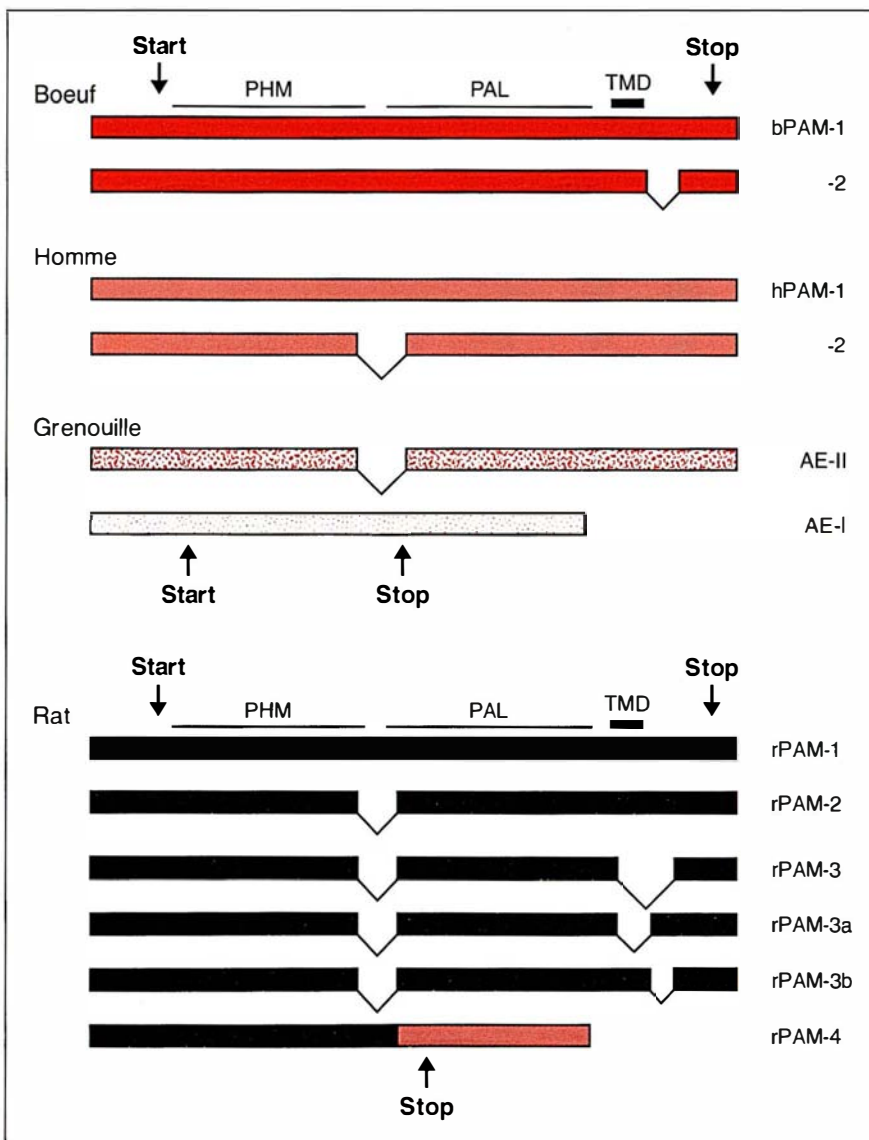 Start Stop
Boeuf PHM PAL TMD
bPAM-1
-2
Homme
hPAM-1
-2
Grenouille
AE-II
AE-I
Start Stop
Start Stop
Rat PHM PAL TMD
rPAM-1
rPAM-2
rPAM-3
rPAM-3a
rPAM-3b
rPAM-4
Stop